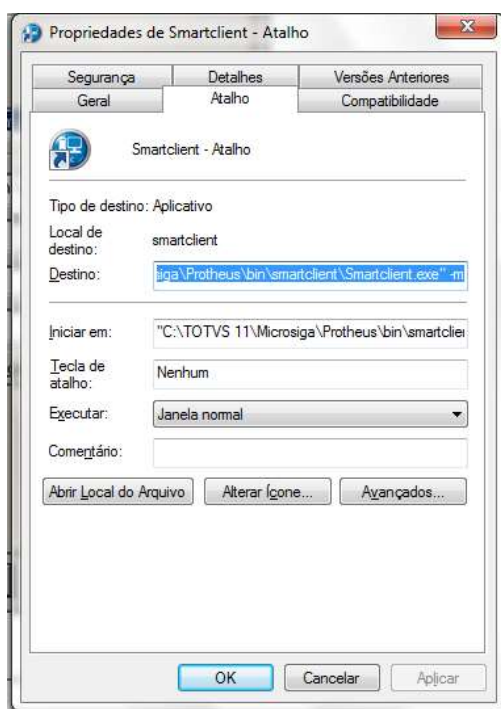 Propriedades de Smartclient - Atalho
Segurança Detalhes Versões Anteriores
Geral Atalho Compatibilidade
Smartclient - Atalho
Tipo de destino: Aplicativo
Local de destino: smartclient
Destino: siga\Protheus\bin\smartclient\Smartclient.exe" -m
Iniciar em: "C:\TOTVS 11\Microsiga\Protheus\bin\smartclier
Tecla de atalho: Nenhum
Executar: Janela normal
Comentário:
Abrir Local do Arquivo Alterar Ícone... Avançados...
OK Cancelar Aplicar